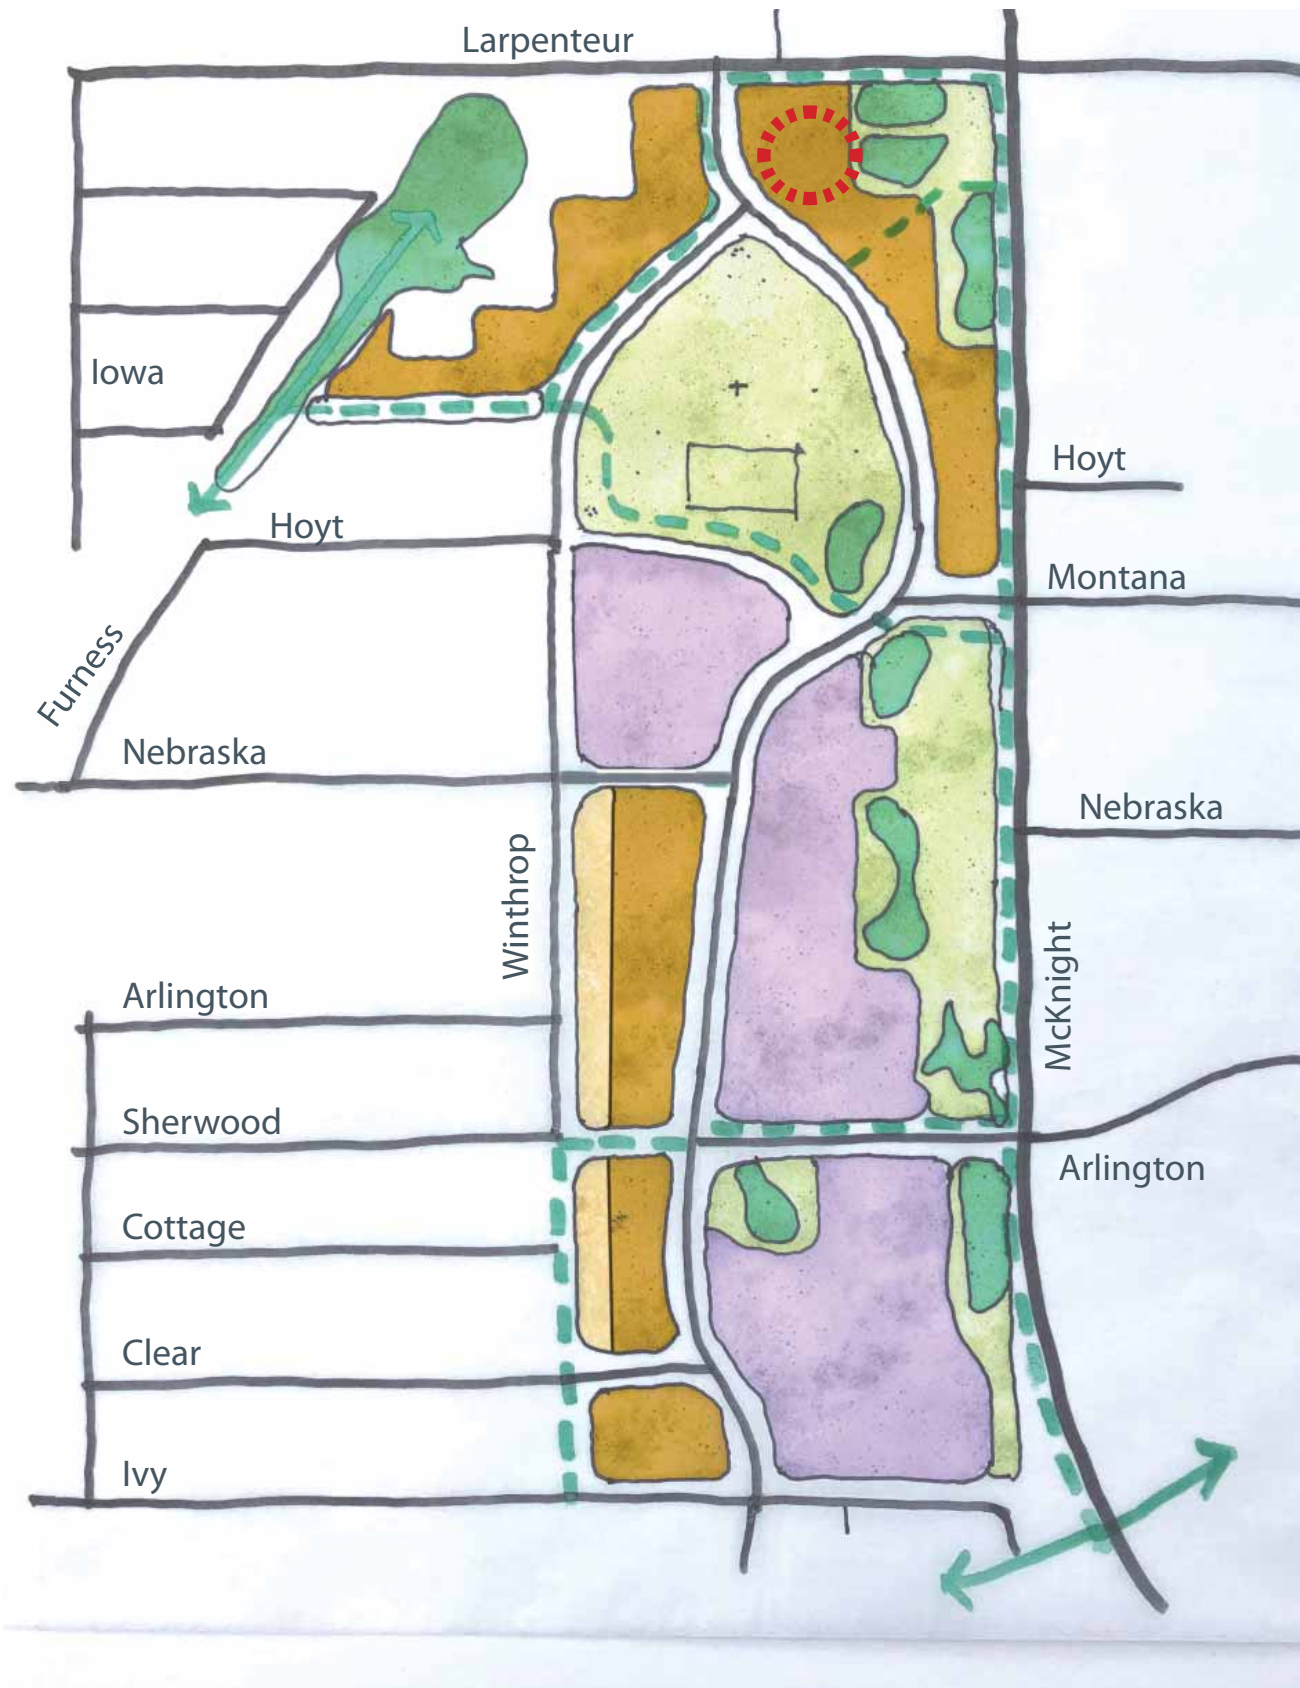 Larpenteur
Iowa
Hoyt
Hoyt
Montana
Furness
Nebraska
Nebraska
Winthrop
McKnight
Arlington
Sherwood
Arlington
Cottage
Clear
Ivy